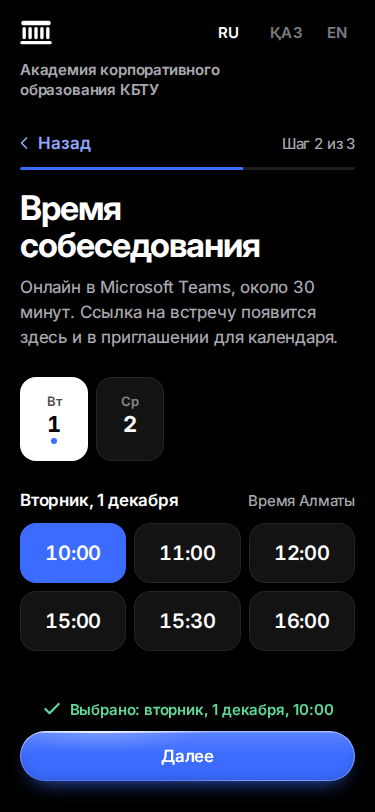 RU ҚАЗ EN
Академия корпоративного
образования КБТУ
Назад Шаг 2 из 3
Время
собеседования
Онлайн в Microsoft Teams, около 30
минут. Ссылка на встречу появится
здесь и в приглашении для календаря.
Вт Ср
1 2
Вторник, 1 декабря Время Алматы
10:00 11:00 12:00
15:00 15:30 16:00
Выбрано: вторник, 1 декабря, 10:00
Далее